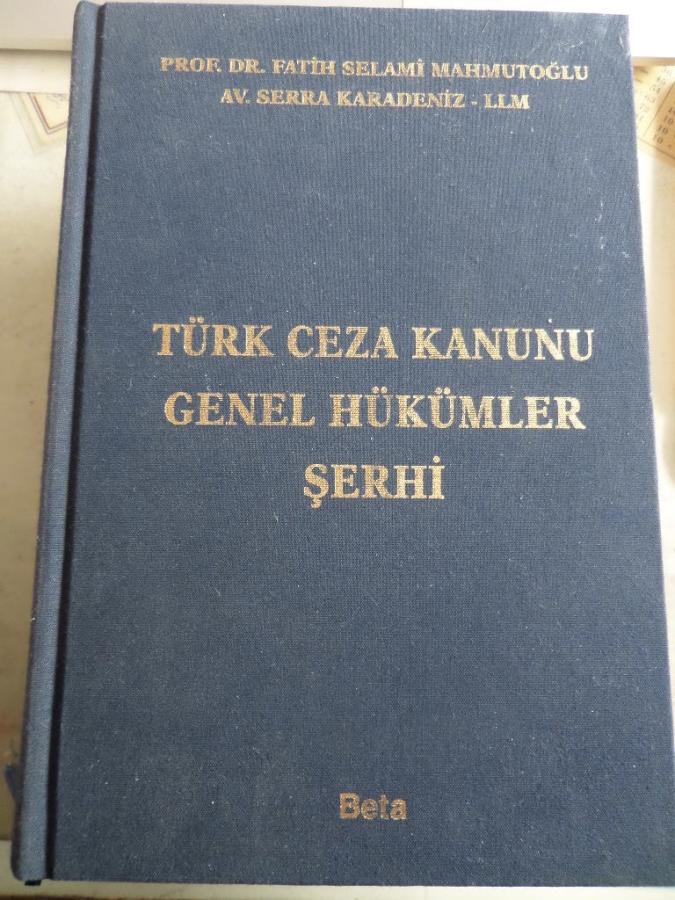 PROF. DR. FATİH SELAMİ MAHMUTOĞLU
AV. SERRA KARADENİZ - LLM
TÜRK CEZA KANUNU
GENEL HÜKÜMLER
ŞERHİ
Beta